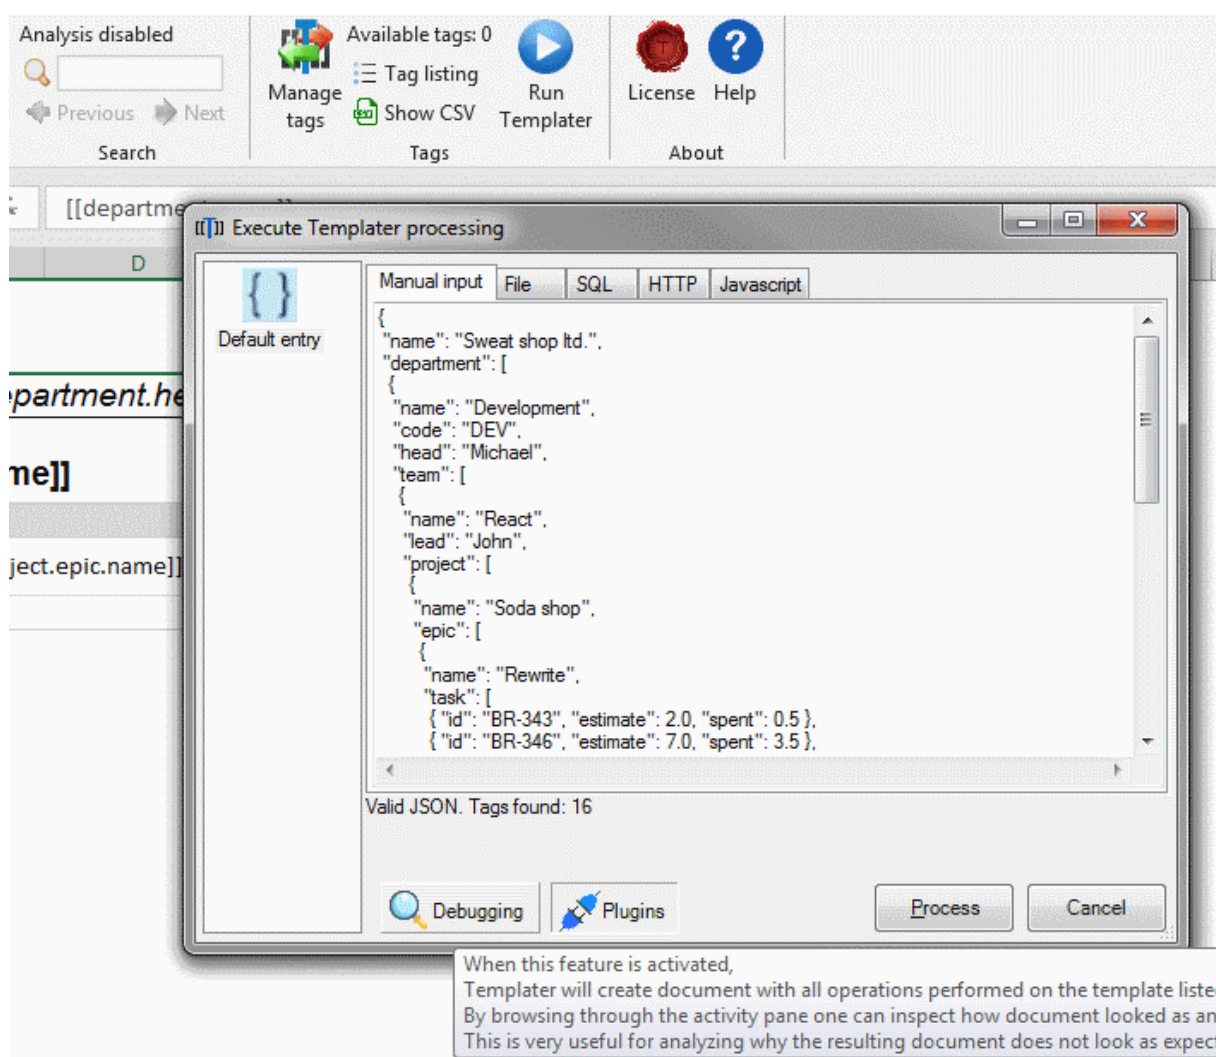 Analysis disabled
Previous Next
Search
Manage
tags
Available tags: 0
Tag listing
Show CSV
Run
Templater
Tags
License Help
About
[[departme
D
partment.he
me]]
ject.epic.name]]
[[T]] Execute Templater processing
{ }
Default entry
Manual input File SQL HTTP Javascript
{
"name": "Sweat shop ltd.",
"department": [
{
"name": "Development",
"code": "DEV",
"head": "Michael",
"team": [
{
"name": "React",
"lead": "John",
"project": [
{
"name": "Soda shop",
"epic": [
{
"name": "Rewrite",
"task": [
{ "id": "BR-343", "estimate": 2.0, "spent": 0.5 },
{ "id": "BR-346", "estimate": 7.0, "spent": 3.5 },
Valid JSON. Tags found: 16
Debugging Plugins Process Cancel
When this feature is activated,
Templater will create document with all operations performed on the template liste
By browsing through the activity pane one can inspect how document looked as an
This is very useful for analyzing why the resulting document does not look as expect